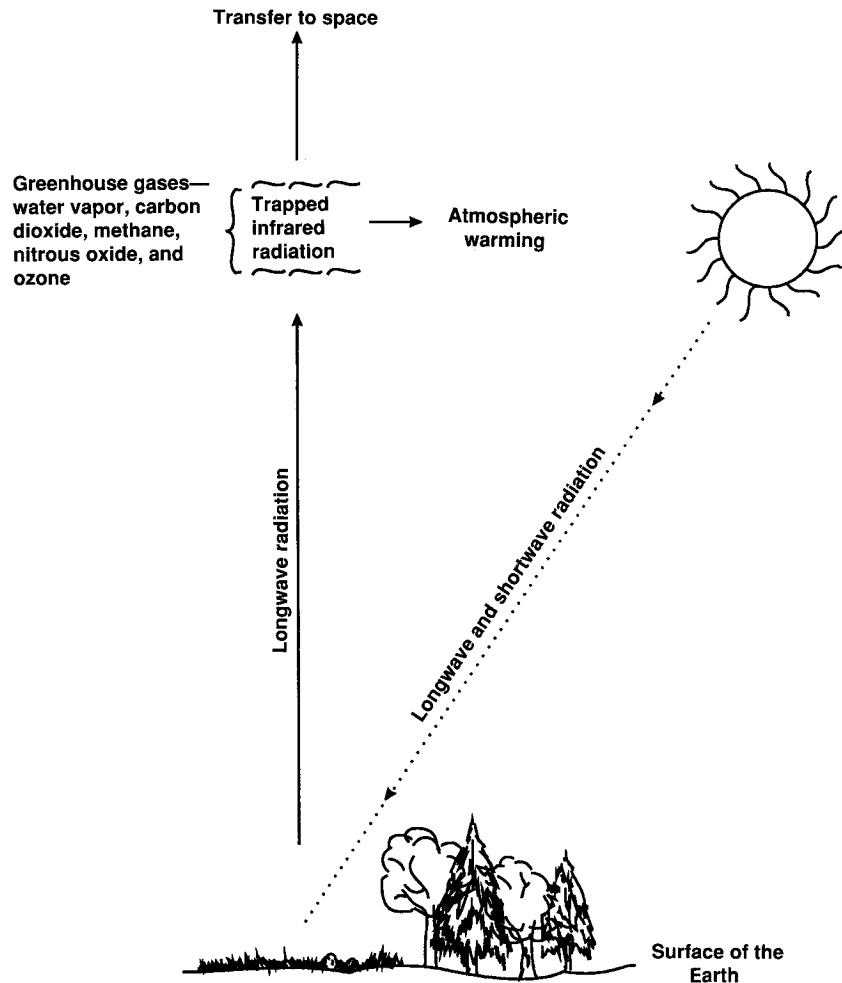 Transfer to space
Greenhouse gases—
water vapor, carbon
dioxide, methane,
nitrous oxide, and
ozone
Trapped
infrared
radiation
Atmospheric
warming
Longwave radiation
Longwave and shortwave radiation
Surface of the
Earth